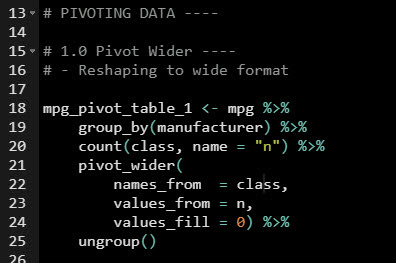 13 # PIVOTING DATA ----
14
15 # 1.0 Pivot Wider ----
16 # - Reshaping to wide format
17
18 mpg_pivot_table_1 <- mpg %>%
19     group_by(manufacturer) %>%
20     count(class, name = "n") %>%
21     pivot_wider(
22         names_from  = class,
23         values_from = n,
24         values_fill = 0) %>%
25     ungroup()
26